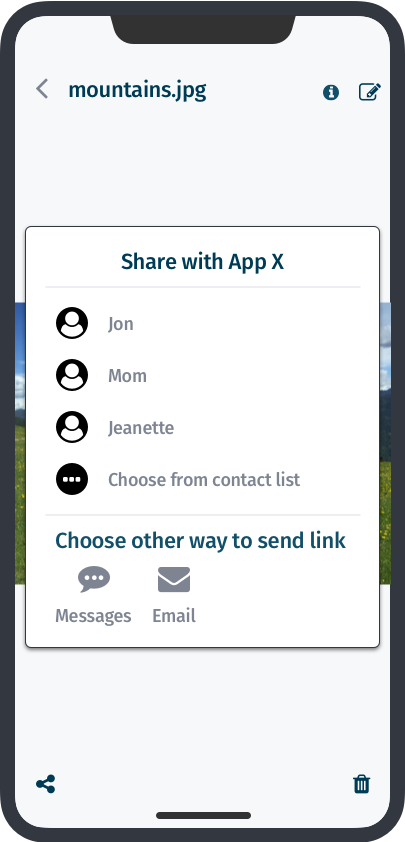 mountains.jpg
Share with App X
Jon
Mom
Jeanette
Choose from contact list
Choose other way to send link
Messages Email